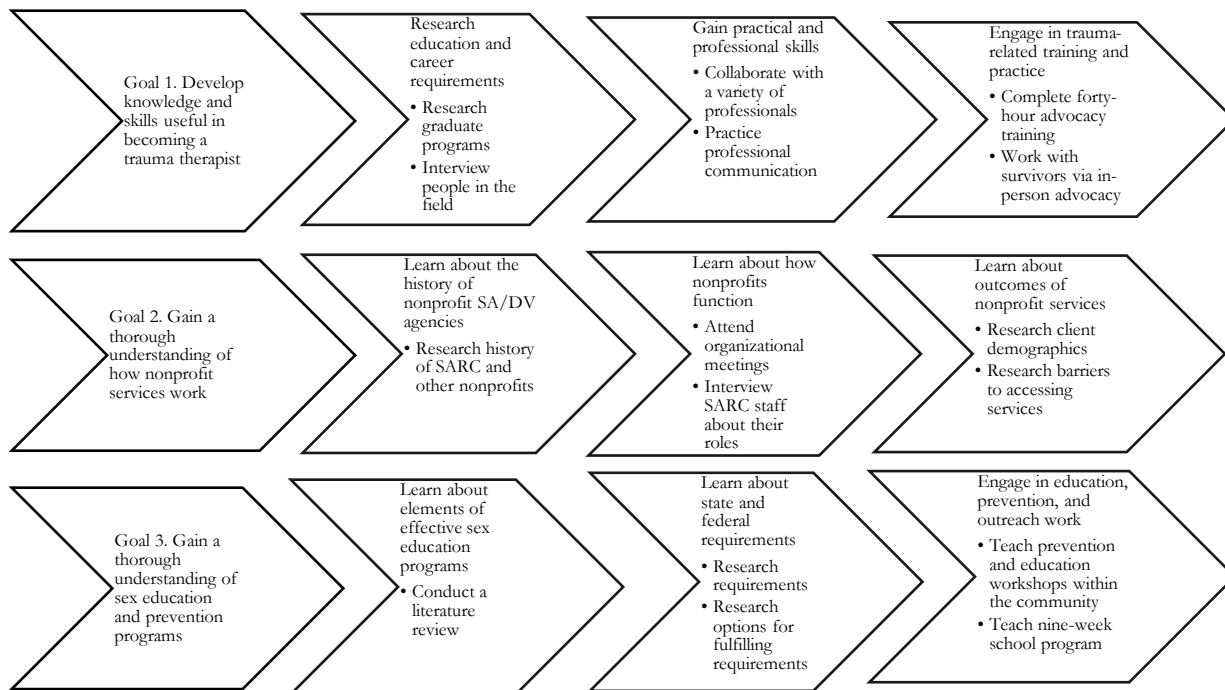 Goal 1. Develop
knowledge and
skills useful in
becoming a
trauma therapist
Research
education and
career
requirements
• Research
graduate
programs
• Interview
people in the
field
Gain practical and
professional skills
• Collaborate with
a variety of
professionals
• Practice
professional
communication
Engage in trauma-
related training and
practice
• Complete forty-
hour advocacy
training
• Work with
survivors via in-
person advocacy
Goal 2. Gain a
thorough
understanding of
how nonprofit
services work
Learn about the
history of
nonprofit SA/DV
agencies
• Research history
of SARC and
other nonprofits
Learn about how
nonprofits
function
• Attend
organizational
meetings
• Interview
SARC staff
about their
roles
Learn about
outcomes of
nonprofit services
• Research client
demographics
• Research barriers
to accessing
services
Goal 3. Gain a
thorough
understanding of
sex education
and prevention
programs
Learn about
elements of
effective sex
education
programs
• Conduct a
literature
review
Learn about
state and
federal
requirements
• Research
requirements
• Research
options for
fulfilling
requirements
Engage in education,
prevention, and
outreach work
• Teach prevention
and education
workshops within
the community
• Teach nine-week
school program